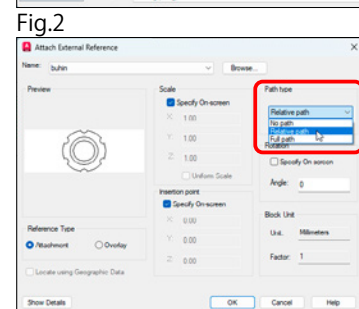 Fig.2
Attach External Reference
Name: buhin Browse...
Preview
Scale
Specify On-screen
X: 1.00
Y: 1.00
Z: 1.00
Uniform Scale
Path type
Relative path
No path
Relative path
Full path
Rotation
Specify On-screen
Angle: 0
Insertion point
Specify On-screen
X: 0.00
Y: 0.00
Z: 0.00
Block Unit
Unit: Millimeters
Factor: 1
Reference Type
Attachment Overlay
Locate using Geographic Data
Show Details OK Cancel Help